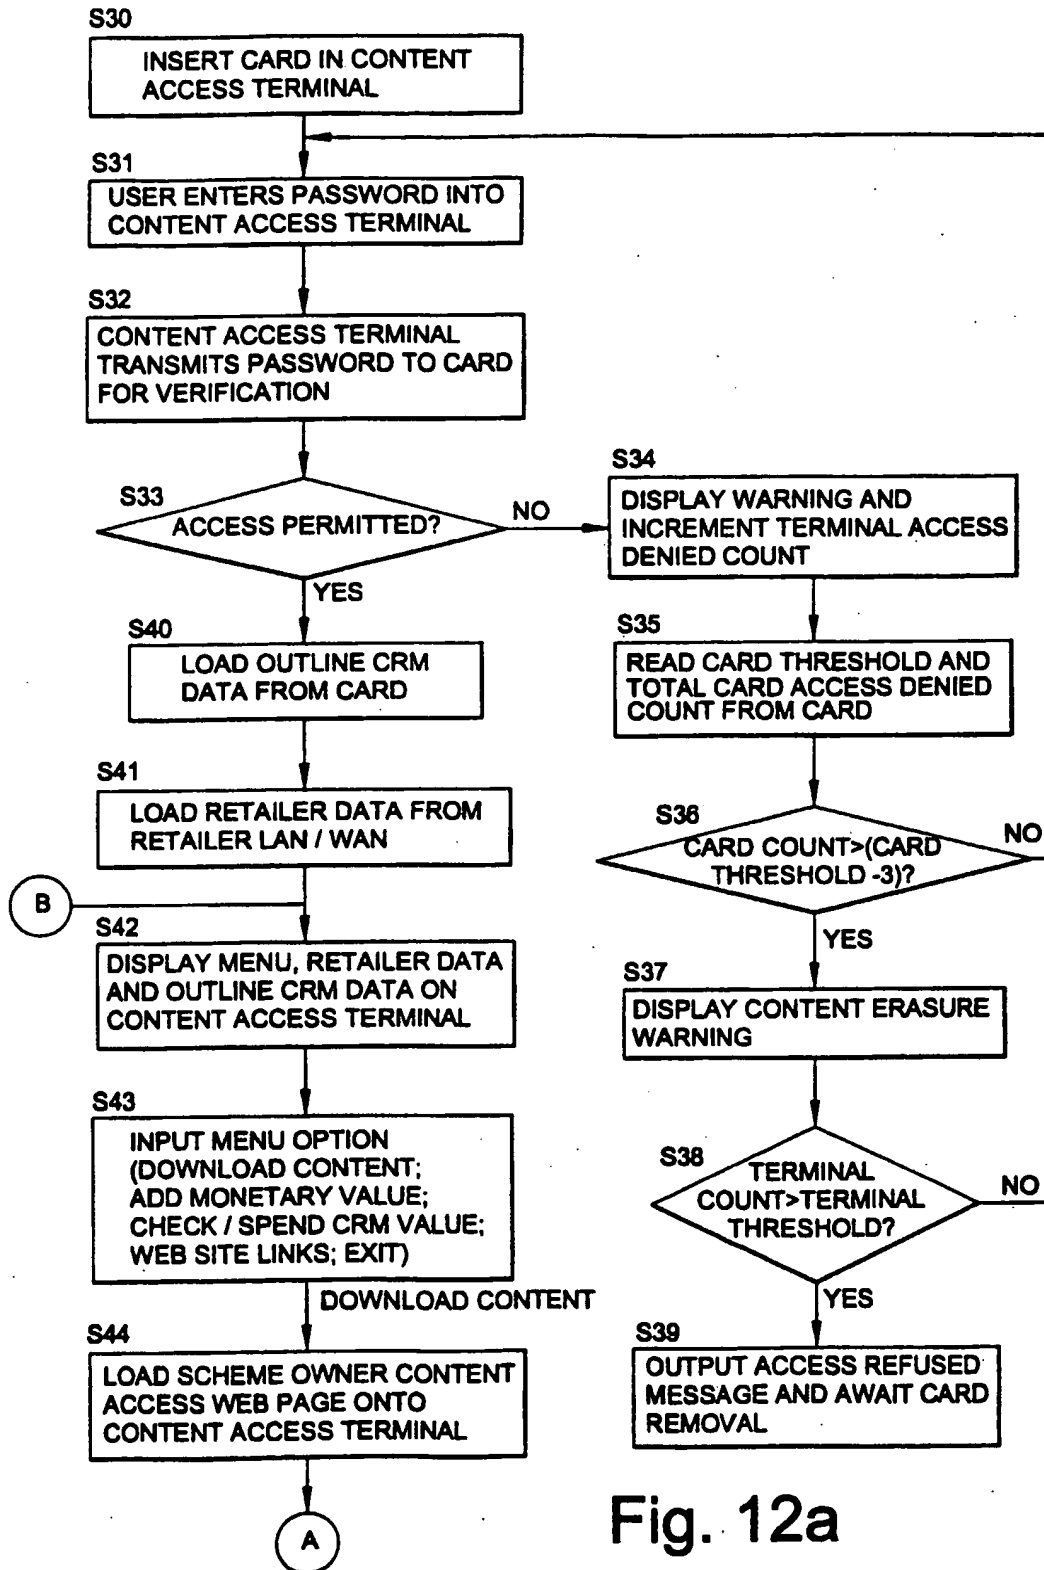 S30
INSERT CARD IN CONTENT
ACCESS TERMINAL
S31
USER ENTERS PASSWORD INTO
CONTENT ACCESS TERMINAL
S32
CONTENT ACCESS TERMINAL
TRANSMITS PASSWORD TO CARD
FOR VERIFICATION
S33
ACCESS PERMITTED?
NO
YES
S34
DISPLAY WARNING AND
INCREMENT TERMINAL ACCESS
DENIED COUNT
S35
READ CARD THRESHOLD AND
TOTAL CARD ACCESS DENIED
COUNT FROM CARD
S36
CARD COUNT>(CARD
THRESHOLD -3)?
NO
YES
S37
DISPLAY CONTENT ERASURE
WARNING
S38
TERMINAL
COUNT>TERMINAL
THRESHOLD?
NO
YES
S39
OUTPUT ACCESS REFUSED
MESSAGE AND AWAIT CARD
REMOVAL
S40
LOAD OUTLINE CRM
DATA FROM CARD
S41
LOAD RETAILER DATA FROM
RETAILER LAN / WAN
B
S42
DISPLAY MENU, RETAILER DATA
AND OUTLINE CRM DATA ON
CONTENT ACCESS TERMINAL
S43
INPUT MENU OPTION
(DOWNLOAD CONTENT;
ADD MONETARY VALUE;
CHECK / SPEND CRM VALUE;
WEB SITE LINKS; EXIT)
DOWNLOAD CONTENT
S44
LOAD SCHEME OWNER CONTENT
ACCESS WEB PAGE ONTO
CONTENT ACCESS TERMINAL
A
Fig. 12a